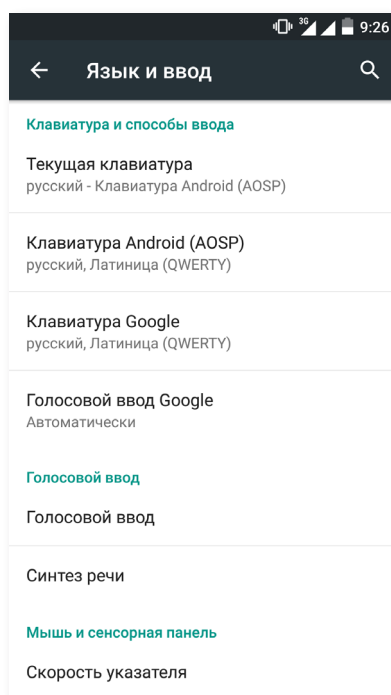 3G 9:26
Язык и ввод
Клавиатура и способы ввода
Текущая клавиатура
русский - Клавиатура Android (AOSP)
Клавиатура Android (AOSP)
русский, Латиница (QWERTY)
Клавиатура Google
русский, Латиница (QWERTY)
Голосовой ввод Google
Автоматически
Голосовой ввод
Голосовой ввод
Синтез речи
Мышь и сенсорная панель
Скорость указателя